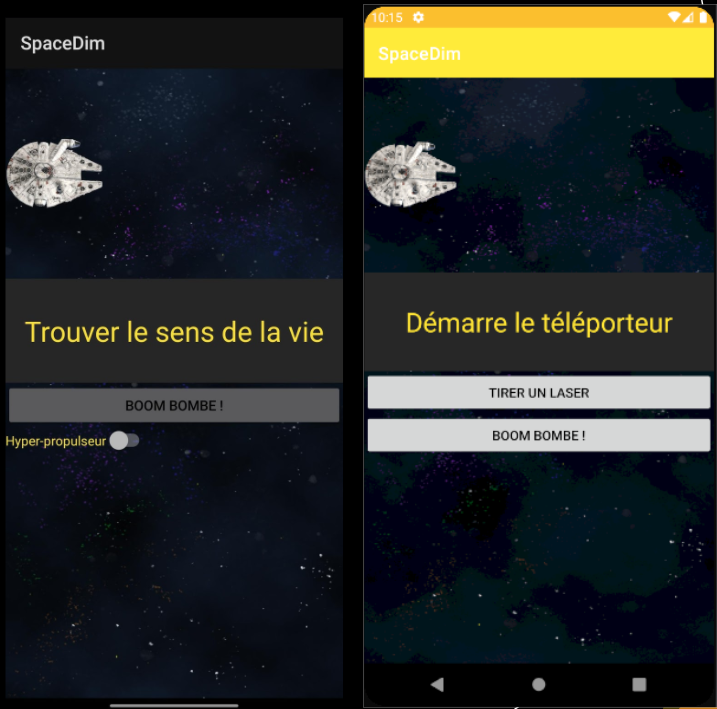 SpaceDim
Trouver le sens de la vie
BOOM BOMBE !
Hyper-propulseur
10:15
SpaceDim
Démarre le téléporteur
TIRER UN LASER
BOOM BOMBE !